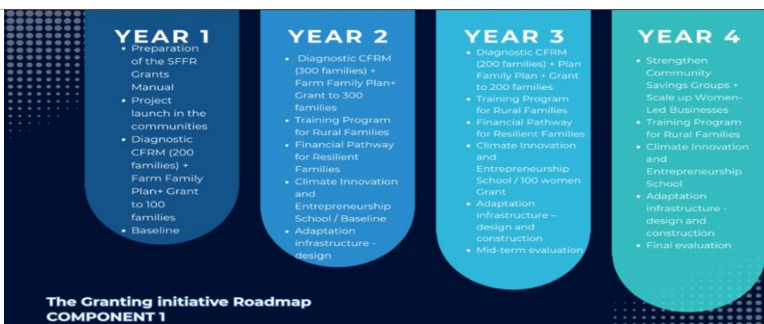 YEAR 1
• Preparation
of the SFFR
Grants
Manual
• Project
launch in the
communities
• Diagnostic
CFRM (200
families) +
Farm Family
Plan+ Grant
to 100
families
• Baseline
YEAR 2
• Diagnostic CFRM
(300 families) +
Farm Family Plan+
Grant to 300
families
• Training Program
for Rural Families
• Financial Pathway
for Resilient
Families
• Climate Innovation
and
Entrepreneurship
School / Baseline
• Adaptation
infrastructure -
design
YEAR 3
• Diagnostic CFRM
(200 families) + Plan
Family Plan + Grant
to 200 families
• Training Program
for Rural Families
• Financial Pathway
for Resilient Families
• Climate Innovation
and
Entrepreneurship
School / 100 women
Grant
• Adaptation
infrastructure –
design and
construction
• Mid-term evaluation
YEAR 4
• Strengthen
Community
Savings Groups +
Scale up Women-
Led Businesses
• Training Program
for Rural Families
• Climate Innovation
and
Entrepreneurship
School
• Adaptation
infrastructure -
design and
construction
• Final evaluation
The Granting initiative Roadmap
COMPONENT 1